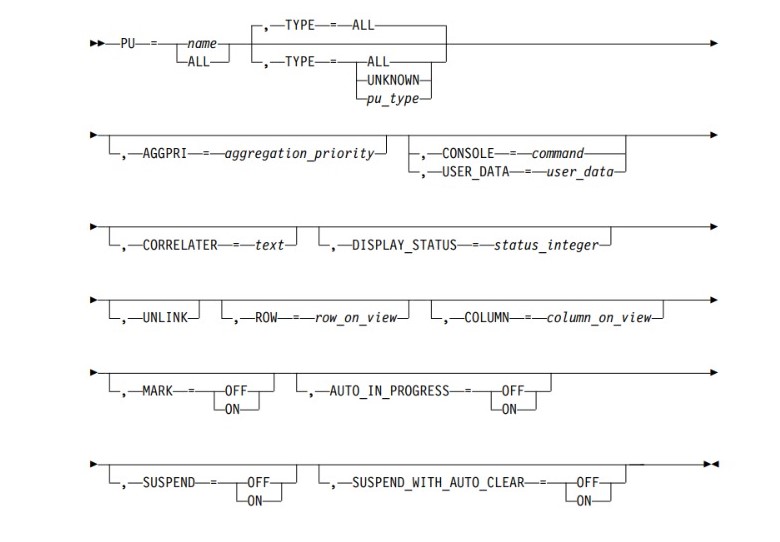 , TYPE = ALL
PU = name , TYPE = ALL
ALL UNKNOWN
pu_type
, AGGPRI = aggregation_priority , CONSOLE = command
, USER_DATA = user_data
, CORRELATER = text , DISPLAY_STATUS = status_integer
, UNLINK , ROW = row_on_view , COLUMN = column_on_view
, MARK = OFF , AUTO_IN_PROGRESS = OFF
ON ON
, SUSPEND = OFF , SUSPEND_WITH_AUTO_CLEAR = OFF
ON ON